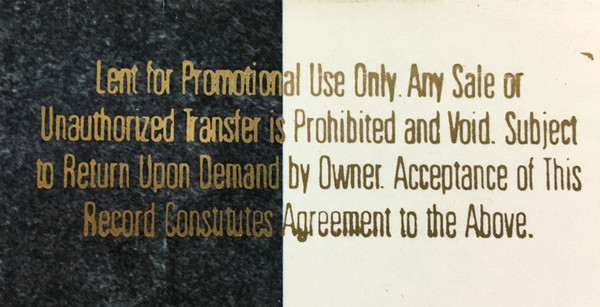 Lent for Promotional Use Only. Any Sale or
Unauthorized Transfer is Prohibited and Void. Subject
to Return Upon Demand by Owner. Acceptance of This
Record Constitutes Agreement to the Above.